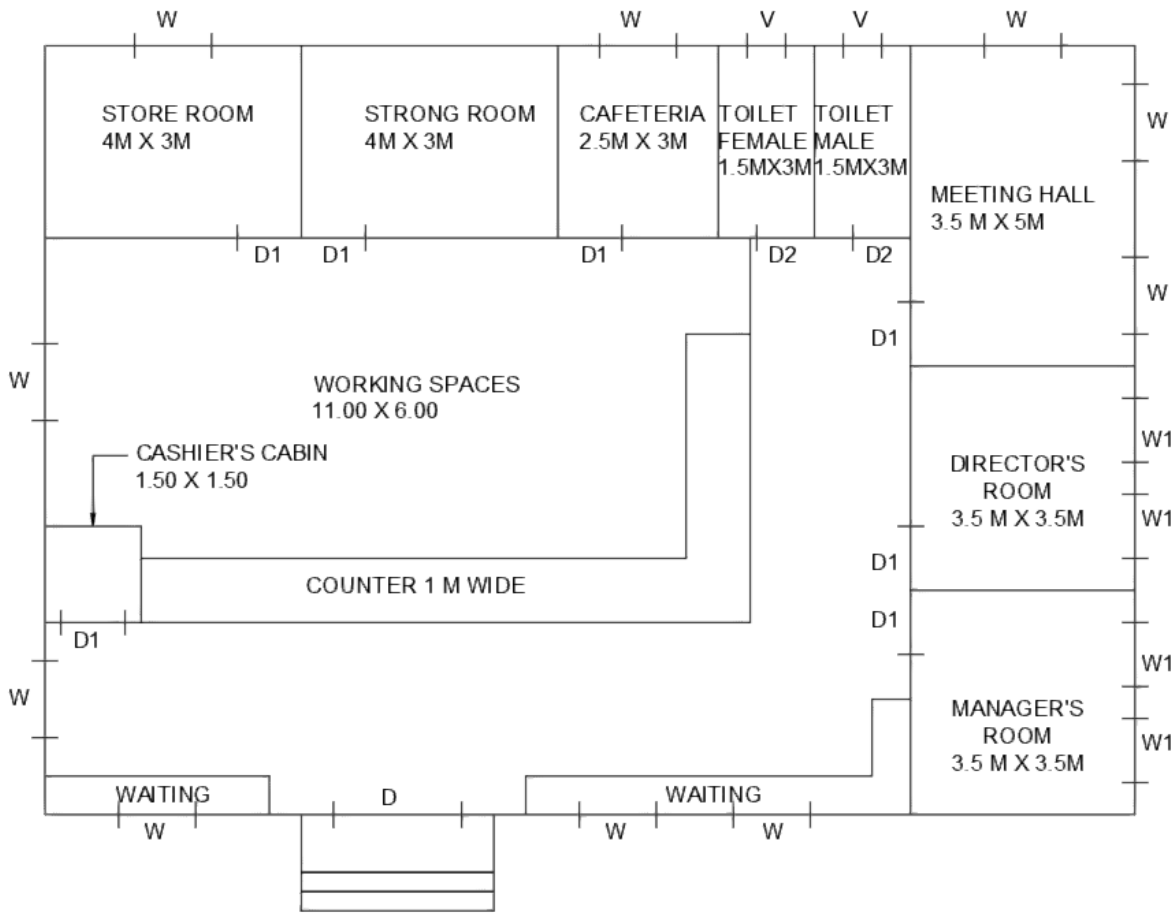 W
W
V
V
W
STORE ROOM
4M X 3M
STRONG ROOM
4M X 3M
CAFETERIA
2.5M X 3M
TOILET
FEMALE
1.5MX3M
TOILET
MALE
1.5MX3M
W
MEETING HALL
3.5 M X 5M
D1
D1
D1
D2
D2
W
D1
W
WORKING SPACES
11.00 X 6.00
CASHIER'S CABIN
1.50 X 1.50
W1
DIRECTOR'S
ROOM
3.5 M X 3.5M
W1
D1
COUNTER 1 M WIDE
D1
D1
W
W1
MANAGER'S
ROOM
3.5 M X 3.5M
W1
WAITING
D
WAITING
W
W
W